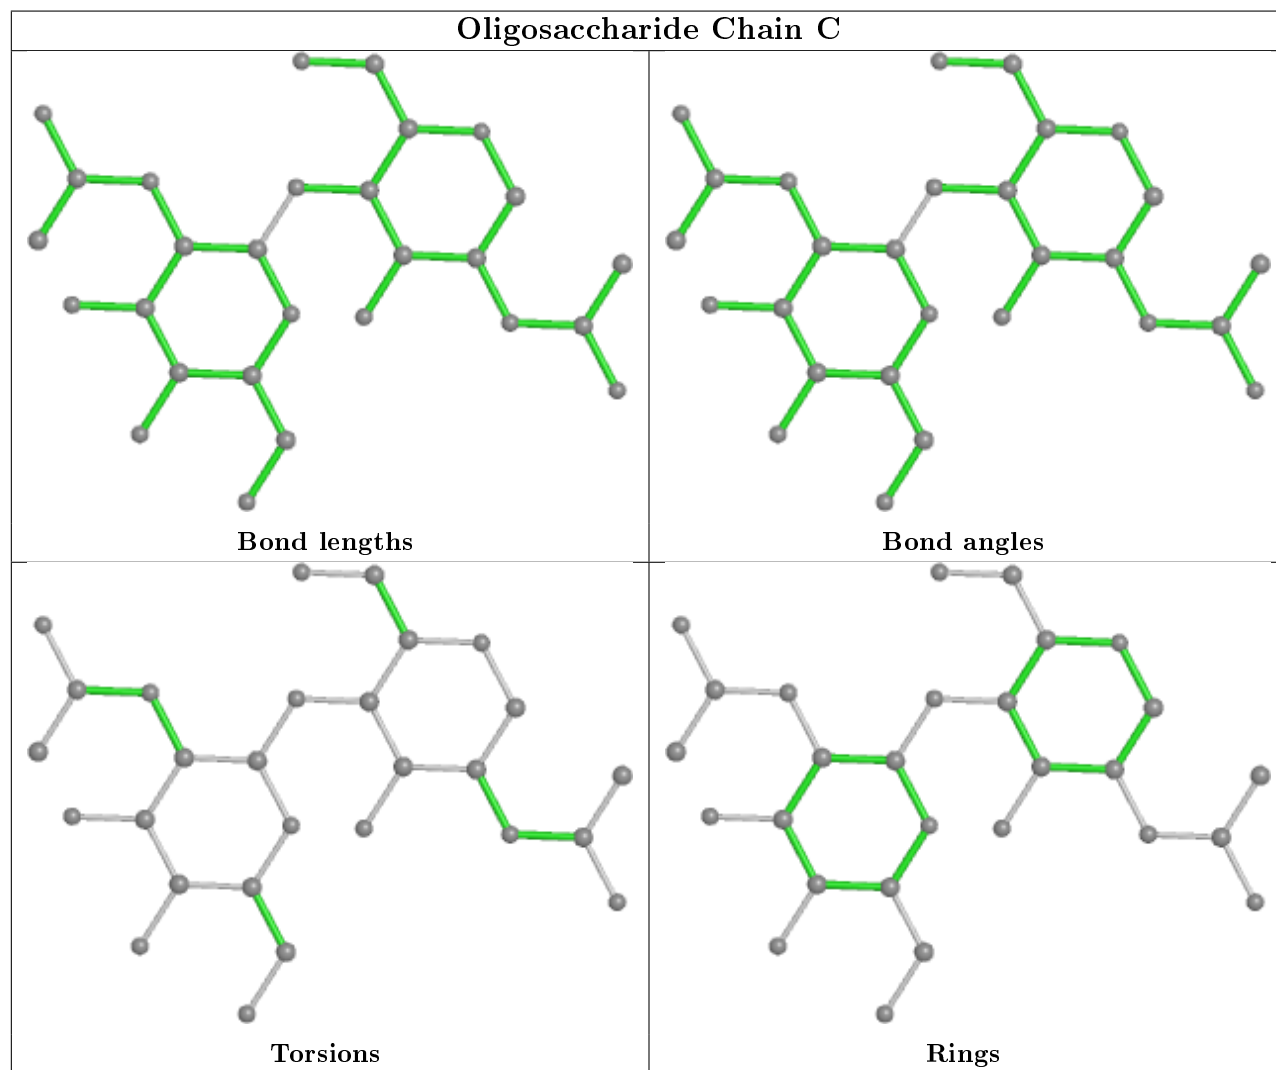 Oligosaccharide Chain C
Bond lengths
Bond angles
Torsions
Rings